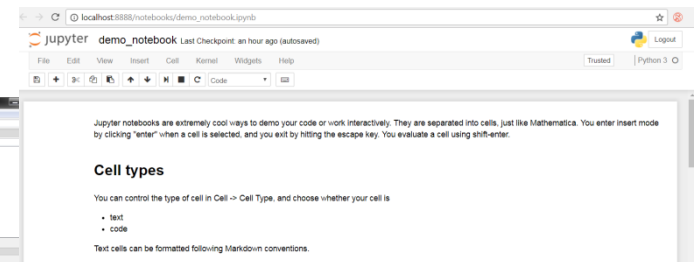 localhost:8888/notebooks/demo_notebook.ipynb
jupyter demo_notebook Last Checkpoint: an hour ago (autosaved) Logout
File Edit View Insert Cell Kernel Widgets Help Trusted Python 3
Code
Jupyter notebooks are extremely cool ways to demo your code or work interactively. They are separated into cells, just like Mathematica. You enter insert mode
by clicking "enter" when a cell is selected, and you exit by hitting the escape key. You evaluate a cell using shift-enter.
Cell types
You can control the type of cell in Cell -> Cell Type, and choose whether your cell is
• text
• code
Text cells can be formatted following Markdown conventions.